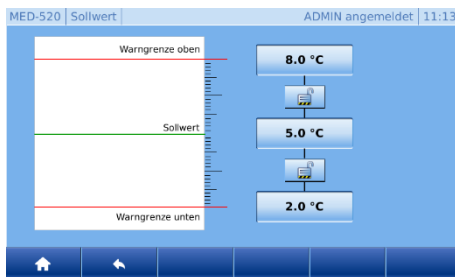 MED-520 Sollwert ADMIN angemeldet 11:13
Warngrenze oben
8.0 °C
Sollwert
5.0 °C
2.0 °C
Warngrenze unten